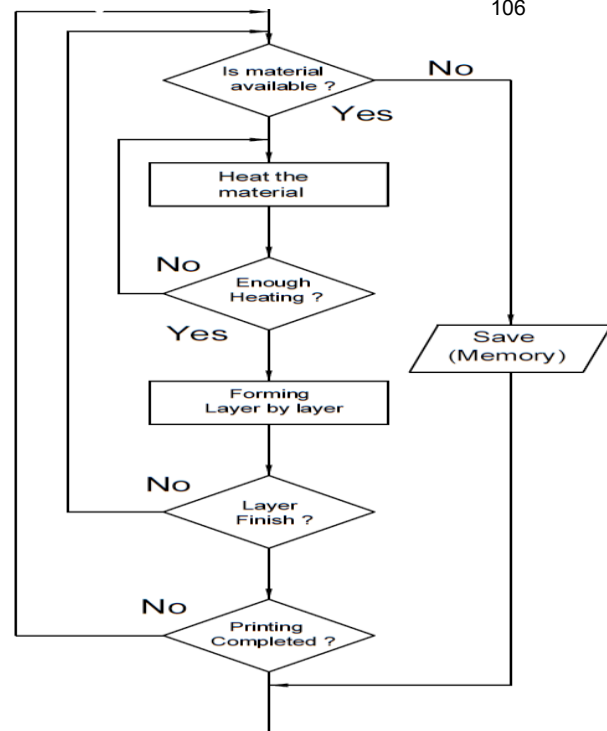 106
Is material
available ?
No
Yes
Heat the
material
No
Enough
Heating ?
Yes
Save
(Memory)
Forming
Layer by layer
No
Layer
Finish ?
No
Printing
Completed ?